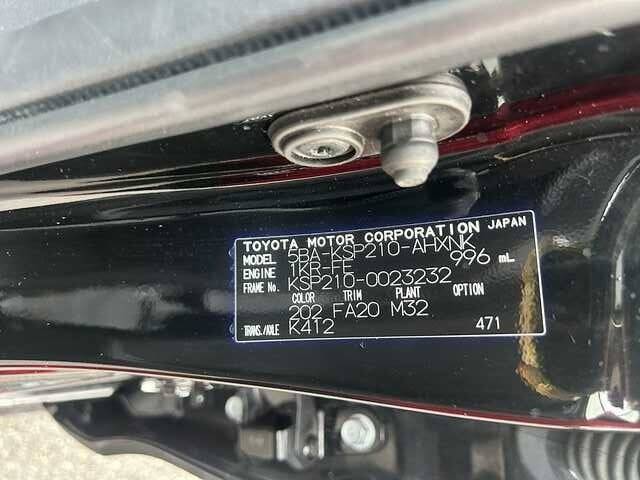 TOYOTA MOTOR CORPORATION JAPAN
MODEL 5BA-KSP210-AHXNK
ENGINE 1KR-FE 996 mL
FRAME No. KSP210-0023232
COLOR TRIM PLANT OPTION
202 FA20 M32
TRANS./AXLE K412 471